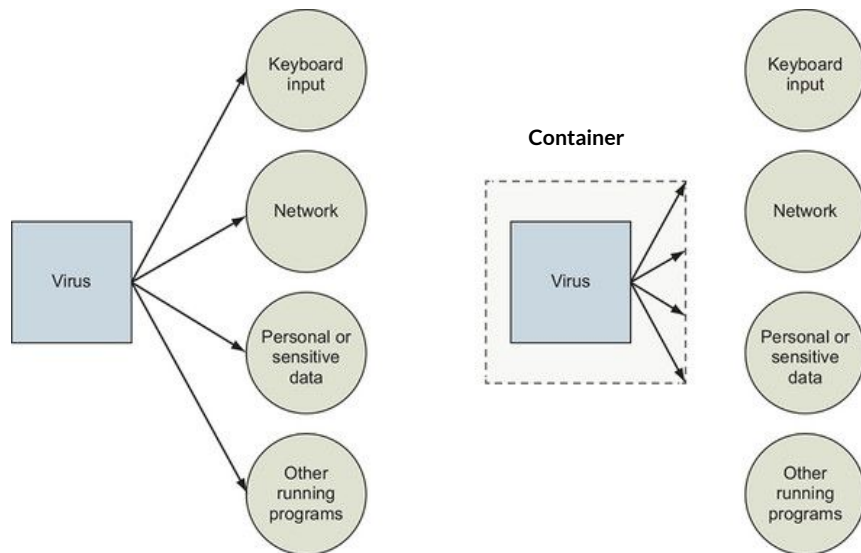 Keyboard
input
Network
Virus
Personal or
sensitive
data
Other
running
programs
Container
Keyboard
input
Network
Virus
Personal or
sensitive
data
Other
running
programs